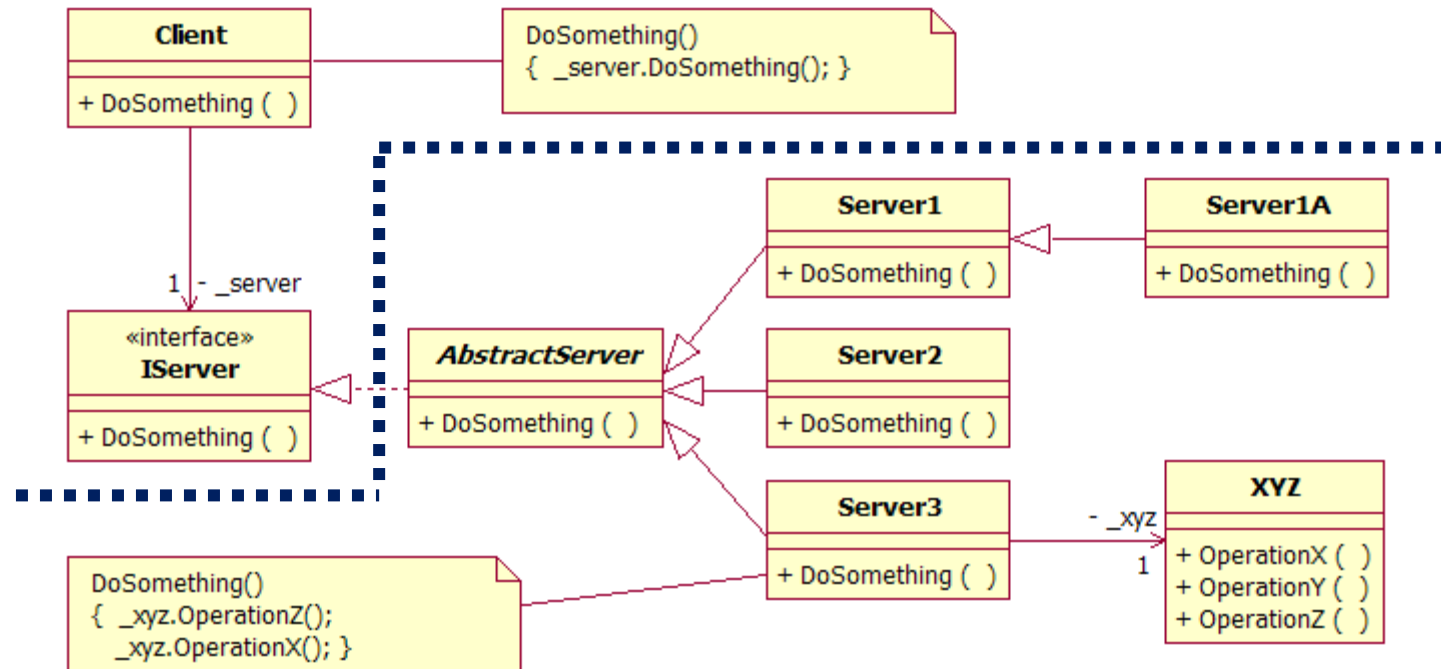 Client
+ DoSomething ( )
DoSomething()
{ _server.DoSomething(); }
1 - _server
«interface»
IServer
+ DoSomething ( )
AbstractServer
+ DoSomething ( )
Server1
+ DoSomething ( )
Server1A
+ DoSomething ( )
Server2
+ DoSomething ( )
Server3
+ DoSomething ( )
- _xyz
1
XYZ
+ OperationX ( )
+ OperationY ( )
+ OperationZ ( )
DoSomething()
{ _xyz.OperationZ();
_xyz.OperationX(); }